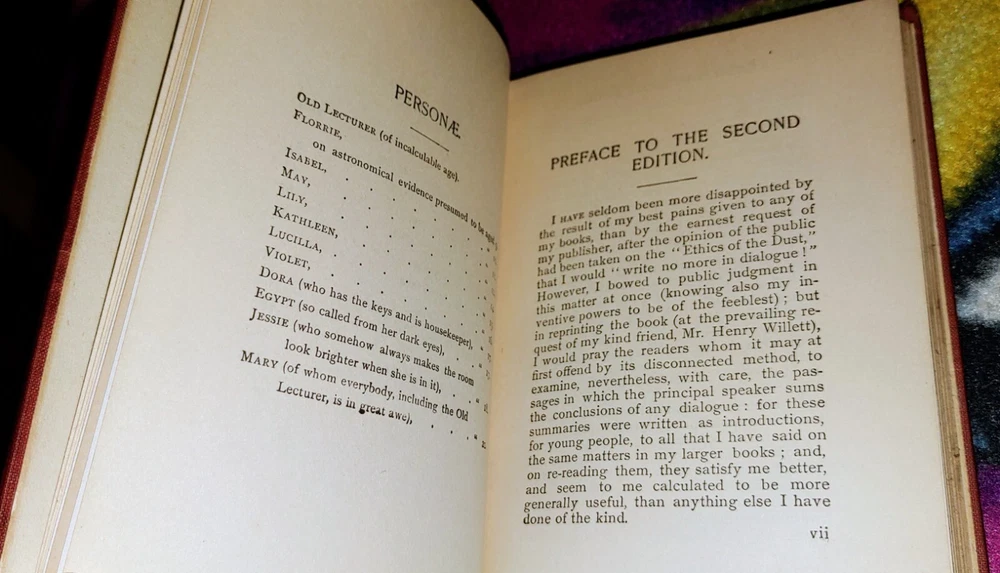 PERSONÆ.
OLD LECTURER (of incalculable age).
FLORRIE,
on astronomical evidence presumed to be aged
ISABEL, . . . . . . "
MAY, . . . . . . "
LILY, . . . . . . "
KATHLEEN, . . . . . "
LUCILLA, . . . . . "
VIOLET, . . . . . .
DORA (who has the keys and is housekeeper), "
EGYPT (so called from her dark eyes), . . "
JESSIE (who somehow always makes the room
look brighter when she is in it), . . "
MARY (of whom everybody, including the Old
Lecturer, is in great awe), . . . "
PREFACE TO THE SECOND
EDITION.
I HAVE seldom been more disappointed by
the result of my best pains given to any of
my books, than by the earnest request of
my publisher, after the opinion of the public
had been taken on the "Ethics of the Dust,"
that I would "write no more in dialogue!"
However, I bowed to public judgment in
this matter at once (knowing also my in-
ventive powers to be of the feeblest); but
in reprinting the book (at the prevailing re-
quest of my kind friend, Mr. Henry Willett),
I would pray the readers whom it may at
first offend by its disconnected method, to
examine, nevertheless, with care, the pas-
sages in which the principal speaker sums
the conclusions of any dialogue: for these
summaries were written as introductions,
for young people, to all that I have said on
the same matters in my larger books; and,
on re-reading them, they satisfy me better,
and seem to me calculated to be more
generally useful, than anything else I have
done of the kind.
vii